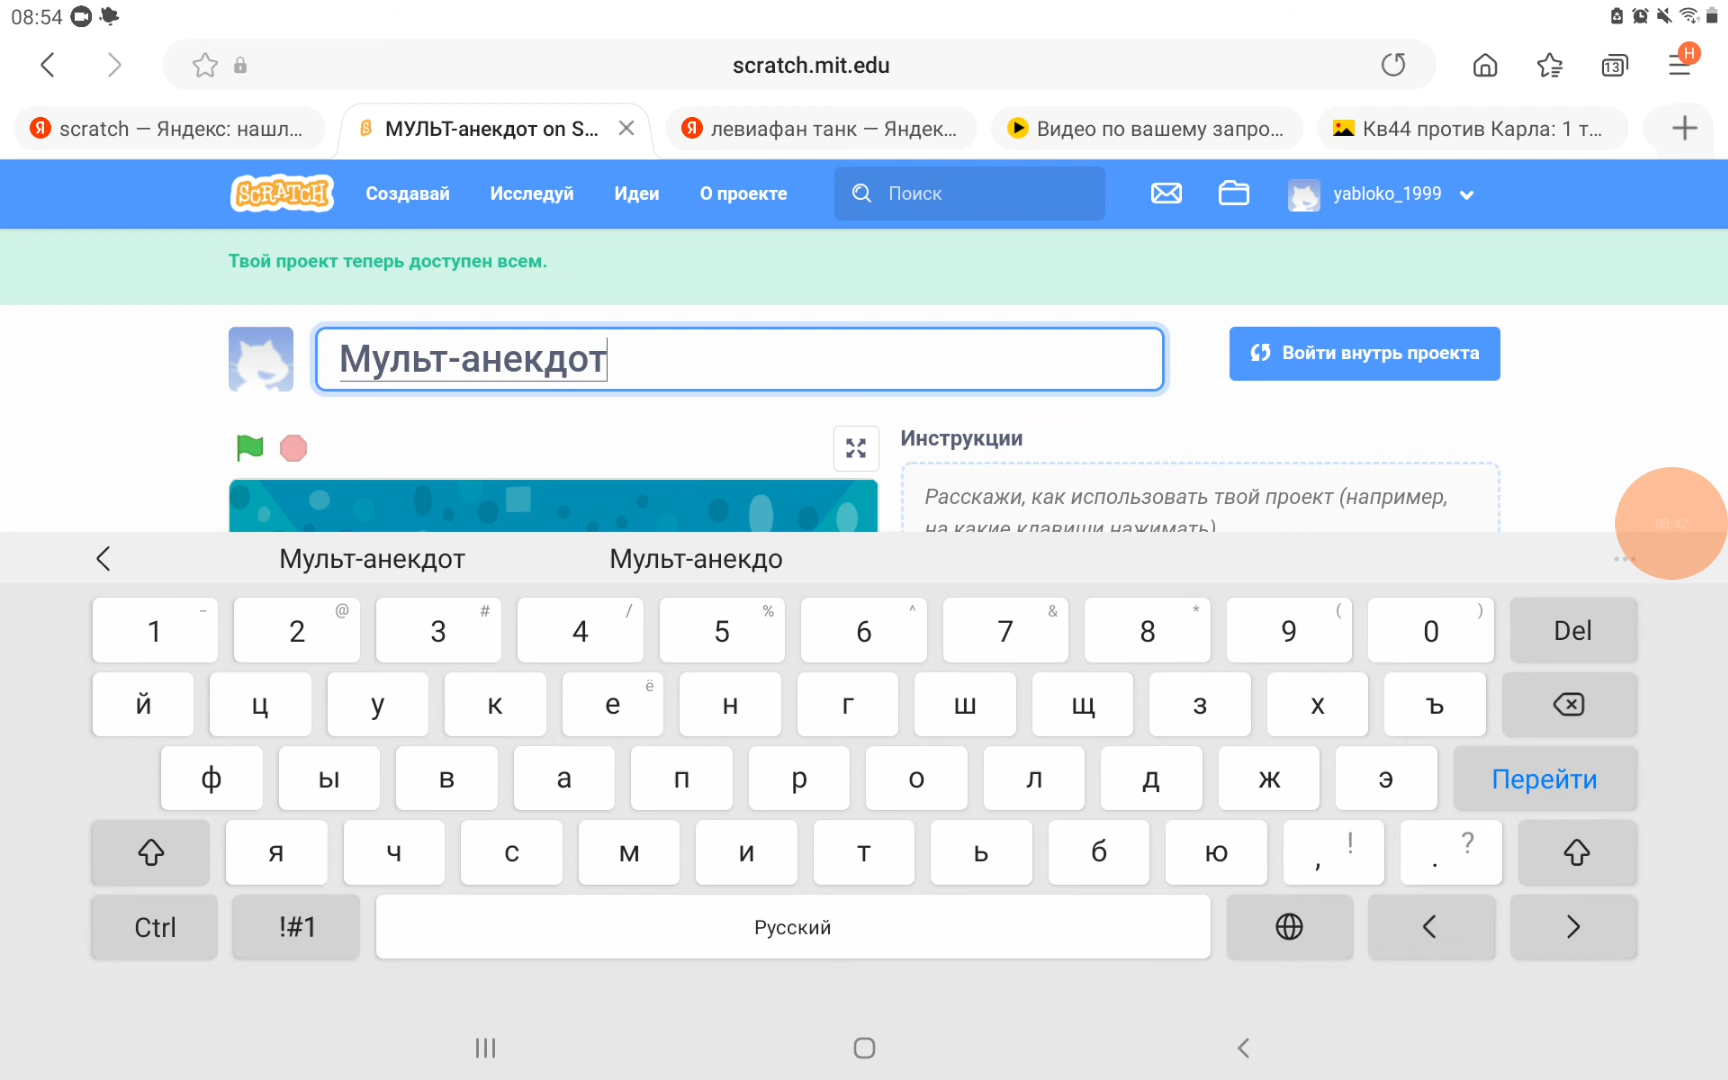 08:54
scratch.mit.edu
13
H
Я scratch — Яндекс: нашл...
МУЛЬТ-анекдот on S...
Я левиафан танк — Яндек...
Видео по вашему запро...
Кв44 против Карла: 1 т...
SCRATCH
Создавай
Исследуй
Идеи
О проекте
Поиск
yabloko_1999
Твой проект теперь доступен всем.
Мульт-анекдот
Войти внутрь проекта
Инструкции
Расскажи, как использовать твой проект (например,
на какие клавиши нажимать)
08:42
Мульт-анекдот
Мульт-анекдо
1 - 2 @ 3 # 4 / 5 % 6 ^ 7 & 8 * 9 ( 0 ) Del
й ц у к е ё н г ш щ з х ъ
ф ы в а п р о л д ж э Перейти
я ч с м и т ь б ю , ! . ?
Ctrl !#1 Русский